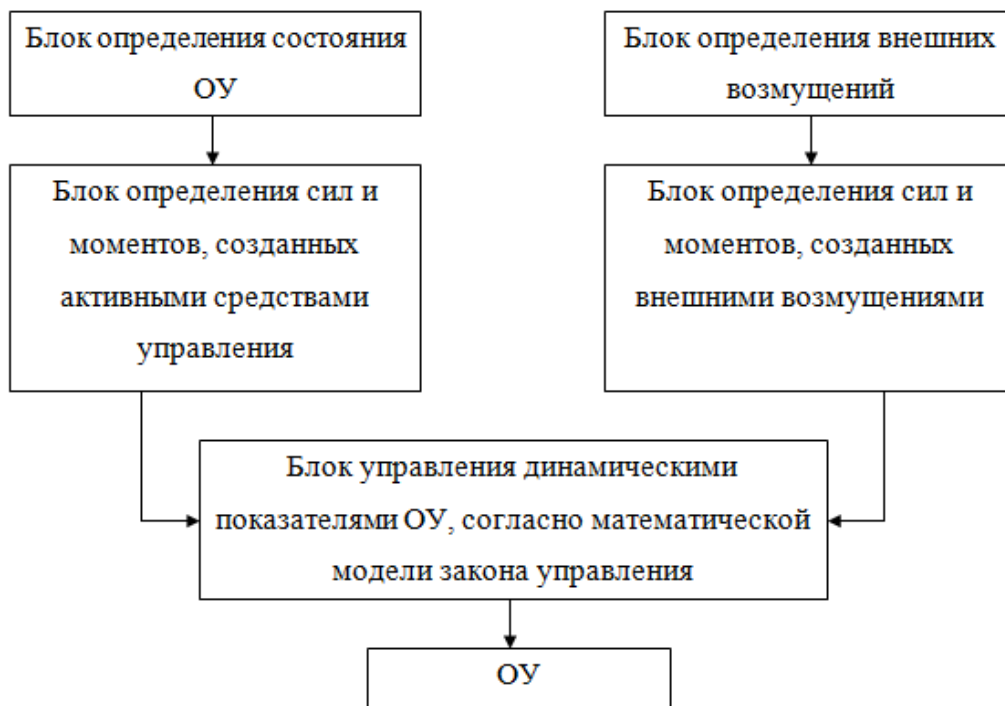 Блок определения состояния
ОУ
Блок определения внешних
возмущений
Блок определения сил и
моментов, созданных
активными средствами
управления
Блок определения сил и
моментов, созданных
внешними возмущениями
Блок управления динамическими
показателями ОУ, согласно математической
модели закона управления
ОУ